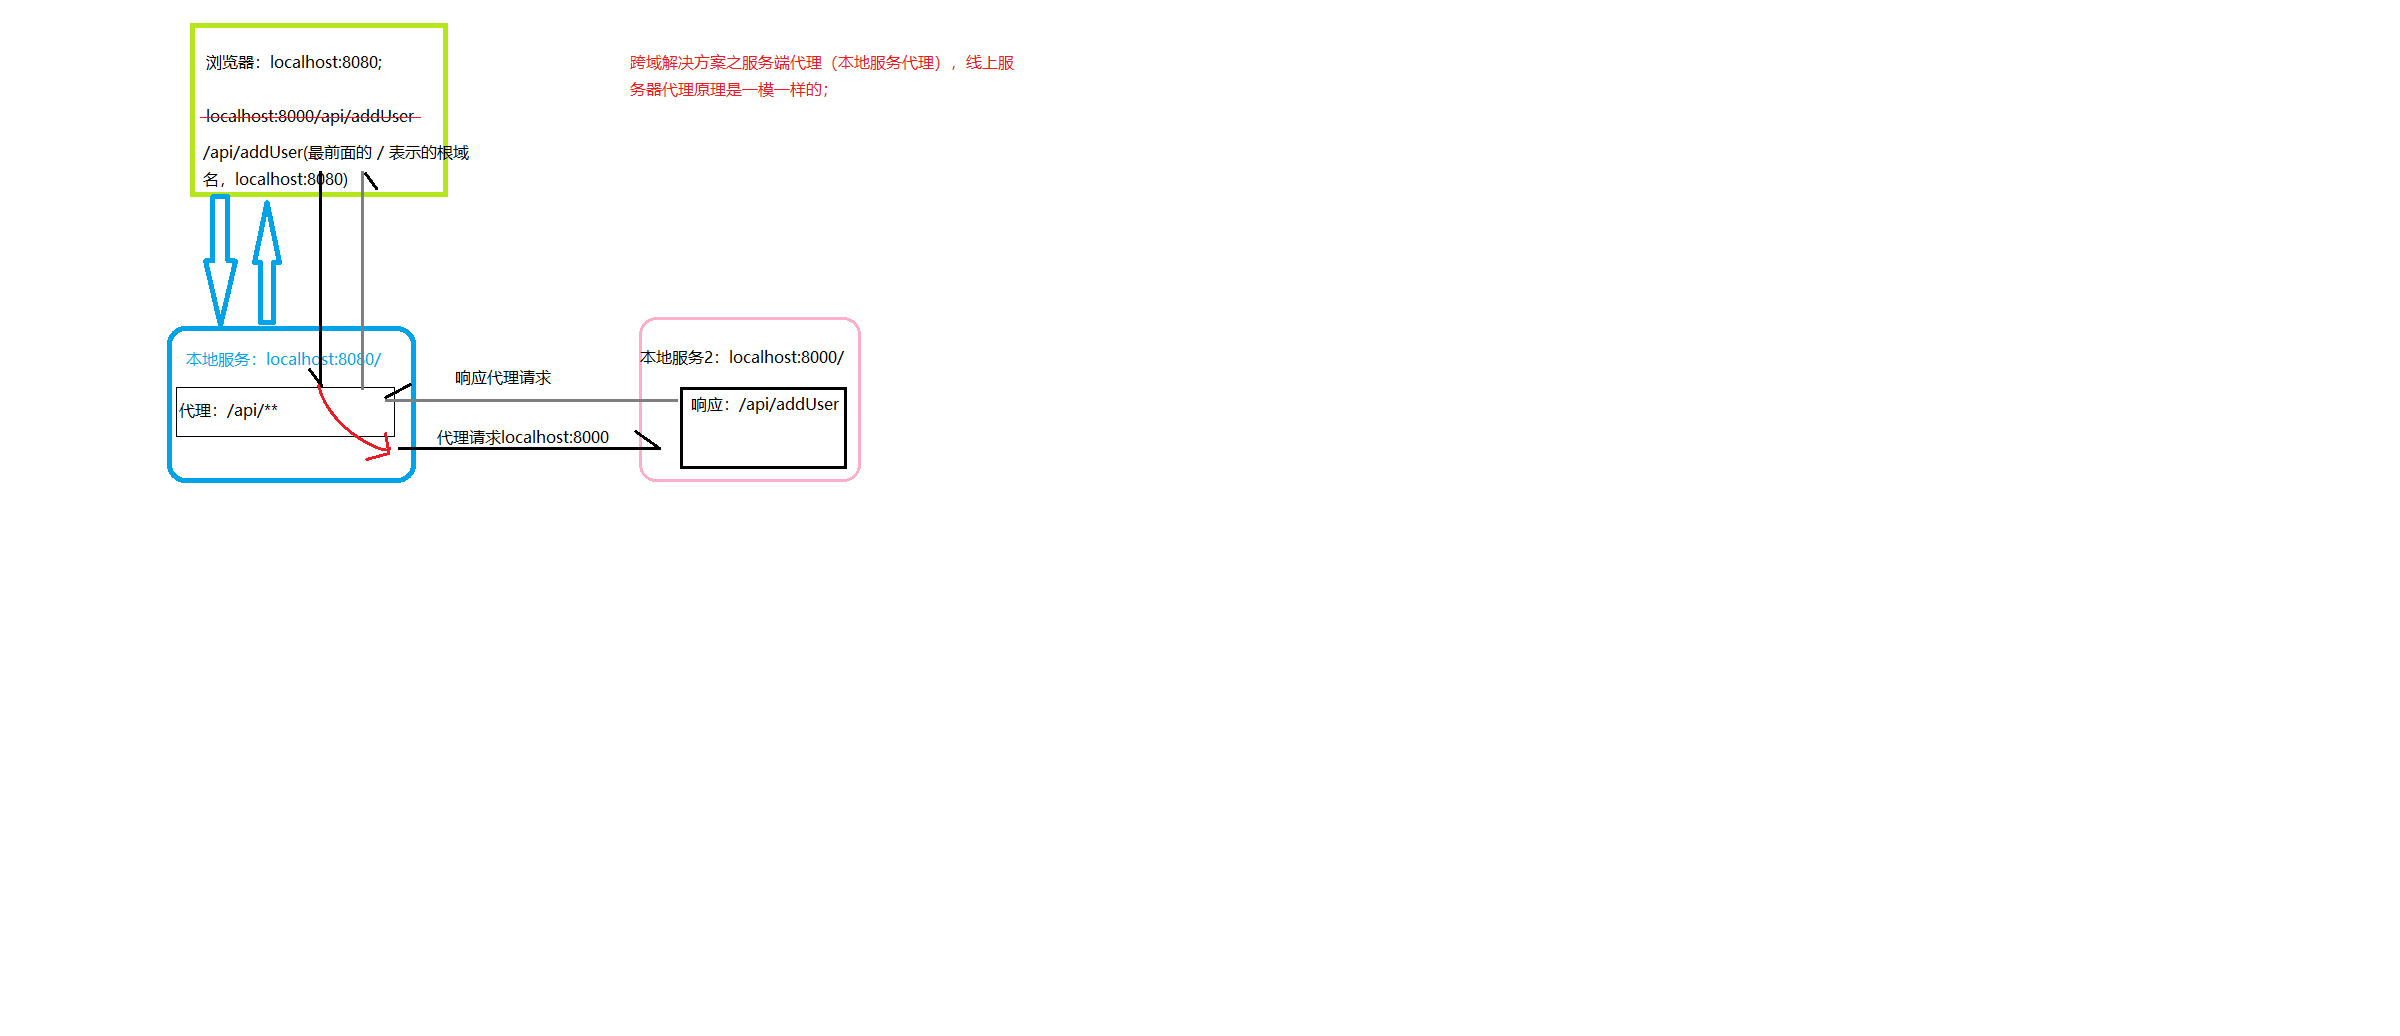 浏览器：localhost:8080;
localhost:8000/api/addUser
/api/addUser(最前面的 / 表示的根域
名，localhost:8080)
跨域解决方案之服务端代理（本地服务代理），线上服
务器代理原理是一模一样的；
本地服务：localhost:8080/
代理：/api/**
响应代理请求
代理请求localhost:8000
本地服务2：localhost:8000/
响应：/api/addUser